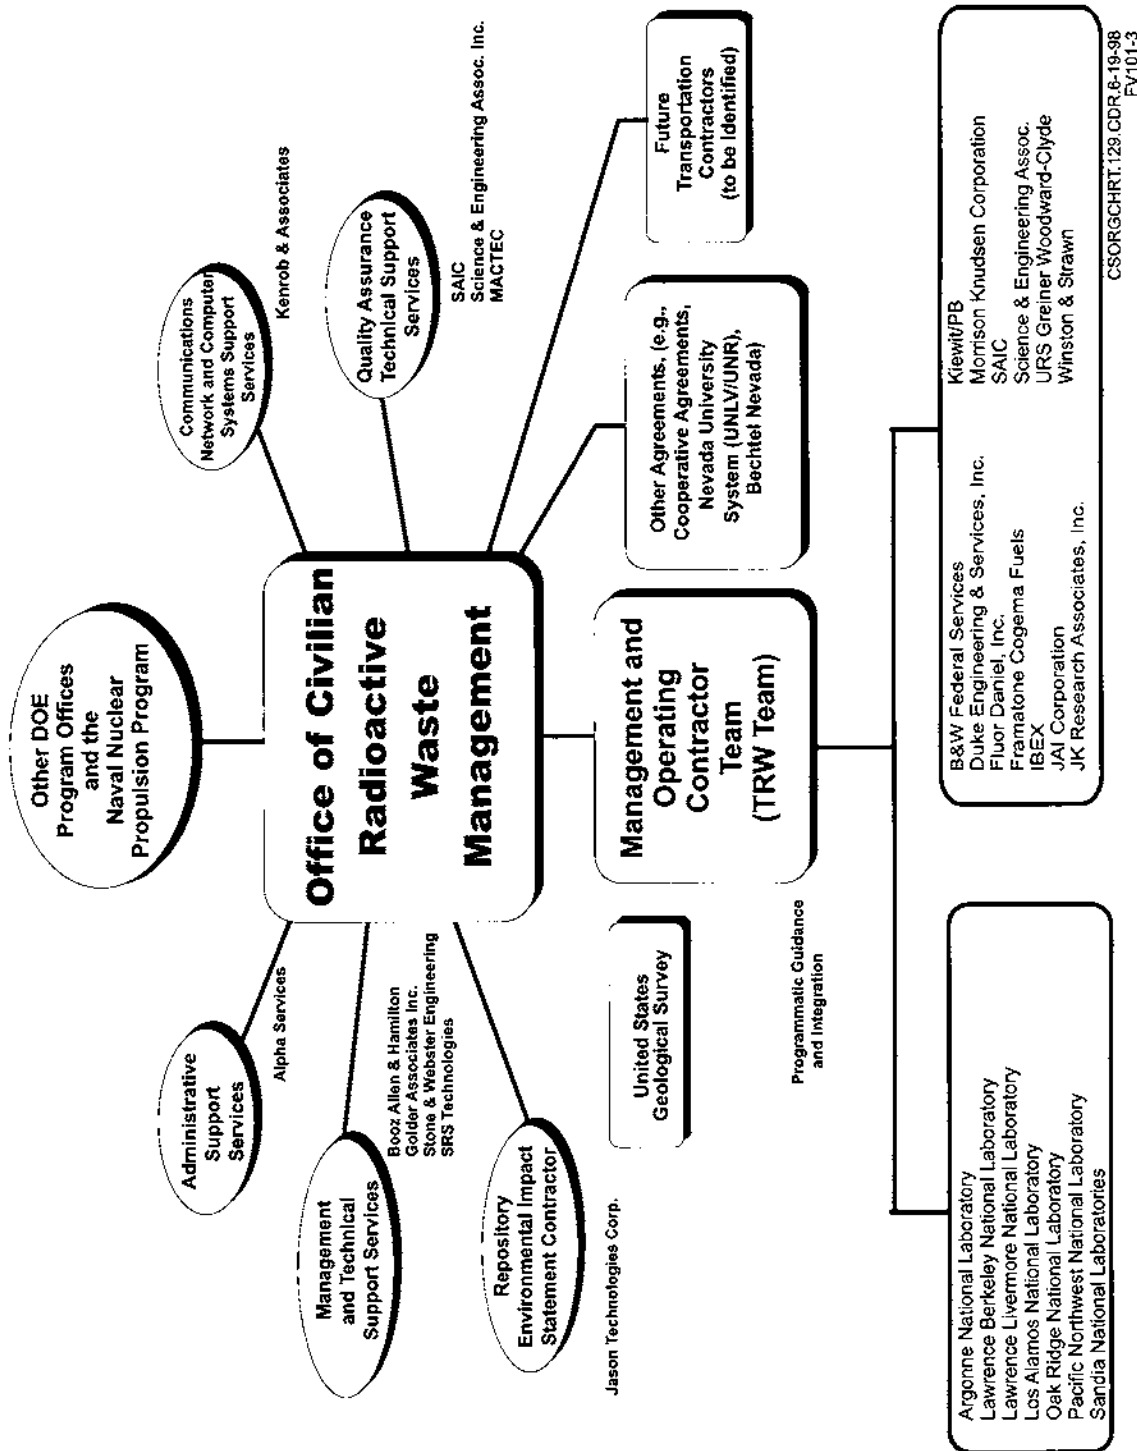 Other DOE
Program Offices
and the
Naval Nuclear
Propulsion Program
Administrative
Support
Services
Alpha Services
Communications
Network and Computer
Systems Support
Services
Kenrob & Associates
Office of Civilian
Radioactive
Waste
Management
Management
and Technical
Support Services
Booz Allen & Hamilton
Golder Associates Inc.
Stone & Webster Engineering
SRS Technologies
Quality Assurance
Technical Support
Services
SAIC
Science & Engineering Assoc. Inc.
MACTEC
Repository
Environmental Impact
Statement Contractor
Jason Technologies Corp.
United States
Geological Survey
Management and
Operating
Contractor
Team
(TRW Team)
Other Agreements, (e.g.,
Cooperative Agreements,
Nevada University
System (UNLV/UNR),
Bechtel Nevada)
Future
Transportation
Contractors
(to be Identified)
Programmatic Guidance
and Integration
Argonne National Laboratory
Lawrence Berkeley National Laboratory
Lawrence Livermore National Laboratory
Los Alamos National Laboratory
Oak Ridge National Laboratory
Pacific Northwest National Laboratory
Sandia National Laboratories
B&W Federal Services
Duke Engineering & Services, Inc.
Fluor Daniel, Inc.
Framatone Cogema Fuels
IBEX
JAI Corporation
JK Research Associates, Inc.
Kiewit/PB
Morrison Knudsen Corporation
SAIC
Science & Engineering Assoc.
URS Greiner Woodward-Clyde
Winston & Strawn
CSORGCHRT.129.CDR.6-19-98
FV101-3